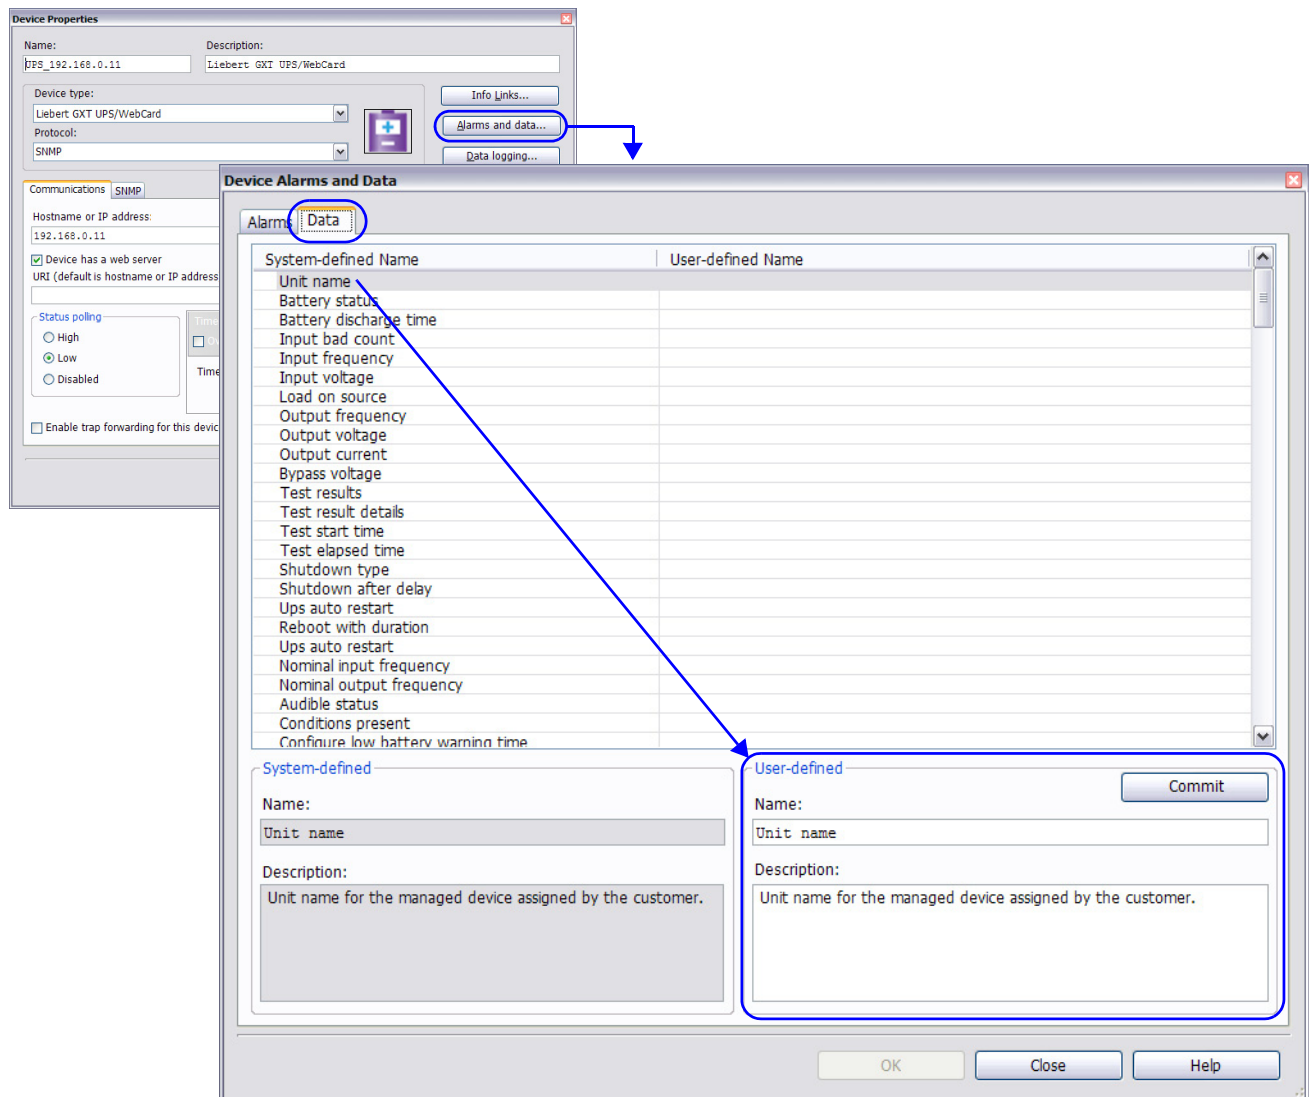 Device Properties
Name:
Description:
UPS_192.168.0.11
Liebert GXT UPS/WebCard
Device type:
Liebert GXT UPS/WebCard
Protocol:
SNMP
Info Links...
Alarms and data...
Data logging...
Communications SNMP
Hostname or IP address:
192.168.0.11
Device has a web server
URI (default is hostname or IP address
Status polling
High
Low
Disabled
Time
Time
Enable trap forwarding for this devic
Device Alarms and Data
Alarms Data
System-defined Name User-defined Name
Unit name
Battery status
Battery discharge time
Input bad count
Input frequency
Input voltage
Load on source
Output frequency
Output voltage
Output current
Bypass voltage
Test results
Test result details
Test start time
Test elapsed time
Shutdown type
Shutdown after delay
Ups auto restart
Reboot with duration
Ups auto restart
Nominal input frequency
Nominal output frequency
Audible status
Conditions present
Configure low battery warning time
System-defined
Name:
Unit name
Description:
Unit name for the managed device assigned by the customer.
User-defined
Commit
Name:
Unit name
Description:
Unit name for the managed device assigned by the customer.
OK Close Help